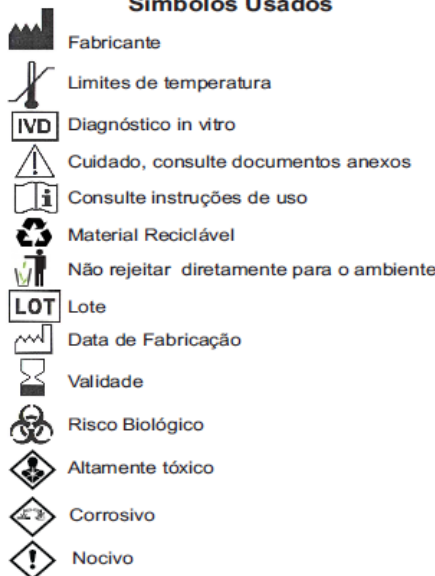 Símbolos Usados
Fabricante
Limites de temperatura
IVD Diagnóstico in vitro
Cuidado, consulte documentos anexos
i Consulte instruções de uso
Material Reciclável
Não rejeitar diretamente para o ambiente
LOT Lote
Data de Fabricação
Validade
Risco Biológico
Altamente tóxico
Corrosivo
Nocivo